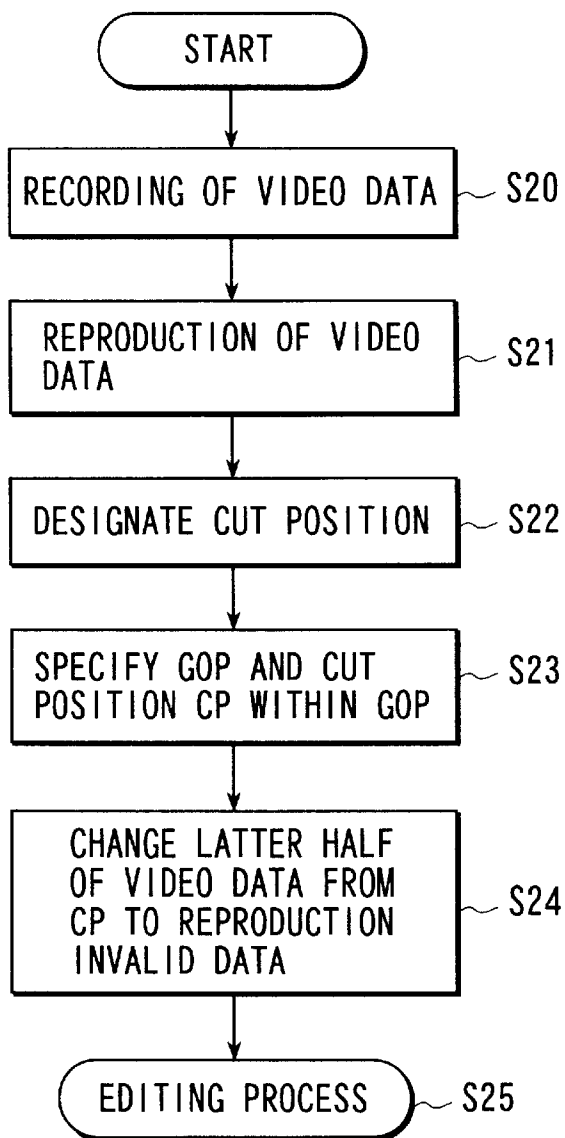 START
RECORDING OF VIDEO DATA
S20
REPRODUCTION OF VIDEO
DATA
S21
DESIGNATE CUT POSITION
S22
SPECIFY GOP AND CUT
POSITION CP WITHIN GOP
S23
CHANGE LATTER HALF
OF VIDEO DATA FROM
CP TO REPRODUCTION
INVALID DATA
S24
EDITING PROCESS
S25